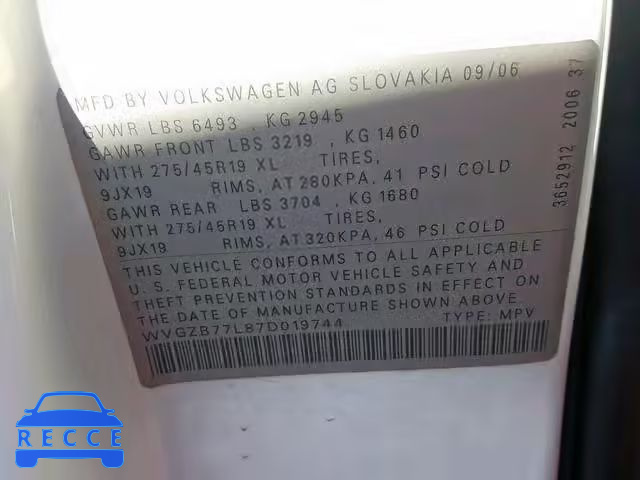 MFD BY VOLKSWAGEN AG SLOVAKIA 09/06
GVWR LBS 6493 , KG 2945
GAWR FRONT LBS 3219 , KG 1460
WITH 275/45R19 XL TIRES,
9JX19 RIMS, AT 280KPA, 41 PSI COLD
GAWR REAR LBS 3704 , KG 1680
WITH 275/45R19 XL TIRES,
9JX19 RIMS, AT 320KPA, 46 PSI COLD
THIS VEHICLE CONFORMS TO ALL APPLICABLE
U. S. FEDERAL MOTOR VEHICLE SAFETY AND
THEFT PREVENTION STANDARDS IN EFFECT ON
THE DATE OF MANUFACTURE SHOWN ABOVE.
WVGZB77L87D019744 TYPE: MPV
3652912 2006 37
RECCE